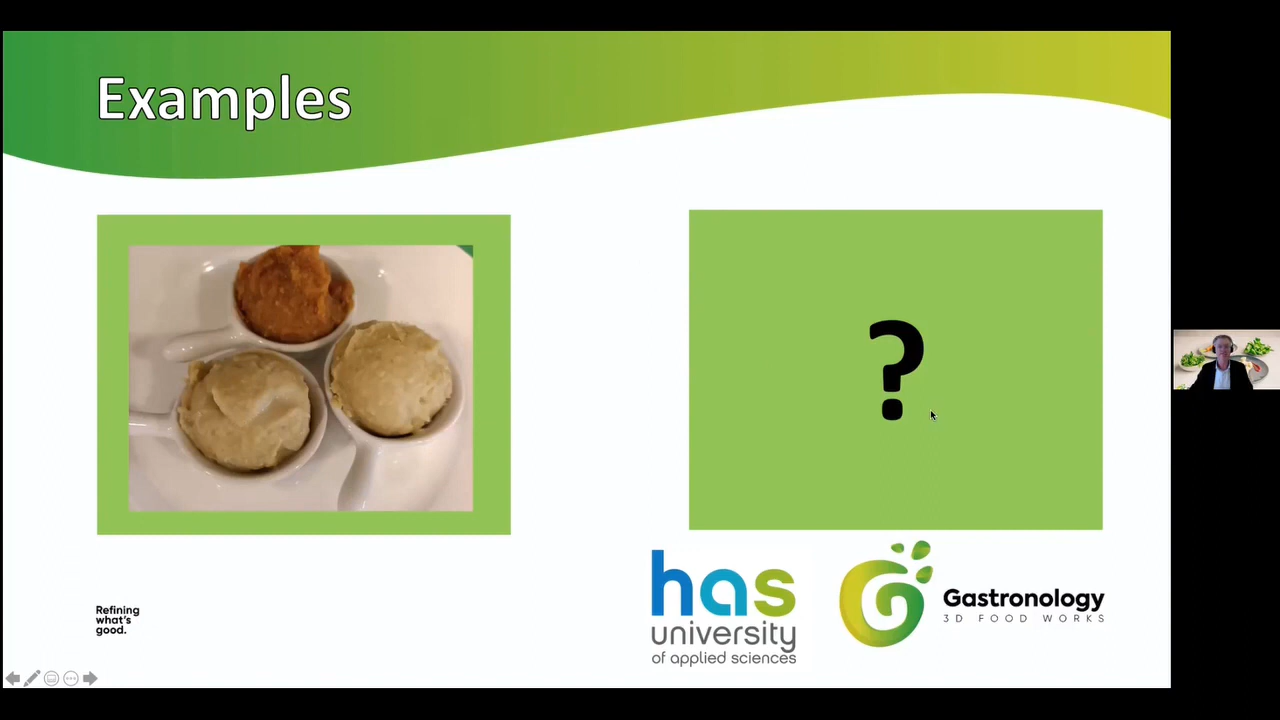 Examples
?
has
university
of applied sciences
Gastronology
3D FOOD WORKS
Refining
what's
good.